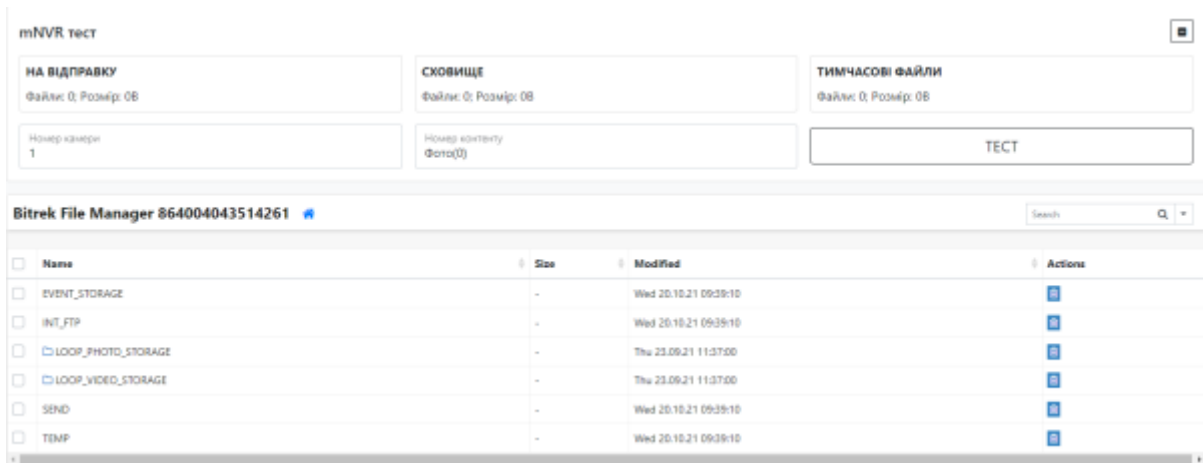 mNVR тест
НА ВІДПРАВКУ
Файли: 0; Розмір: 0B
СХОВИЩЕ
Файли: 0; Розмір: 0B
ТИМЧАСОВІ ФАЙЛИ
Файли: 0; Розмір: 0B
Номер камери
1
Номер контенту
Фото(0)
ТЕСТ
Bitrek File Manager 864004043514261
Search
Name Size Modified Actions
EVENT_STORAGE - Wed 20.10.21 09:39:10
INT_FTP - Wed 20.10.21 09:39:10
LOOP_PHOTO_STORAGE - Thu 23.09.21 11:37:00
LOOP_VIDEO_STORAGE - Thu 23.09.21 11:37:00
SEND - Wed 20.10.21 09:39:10
TEMP - Wed 20.10.21 09:39:10